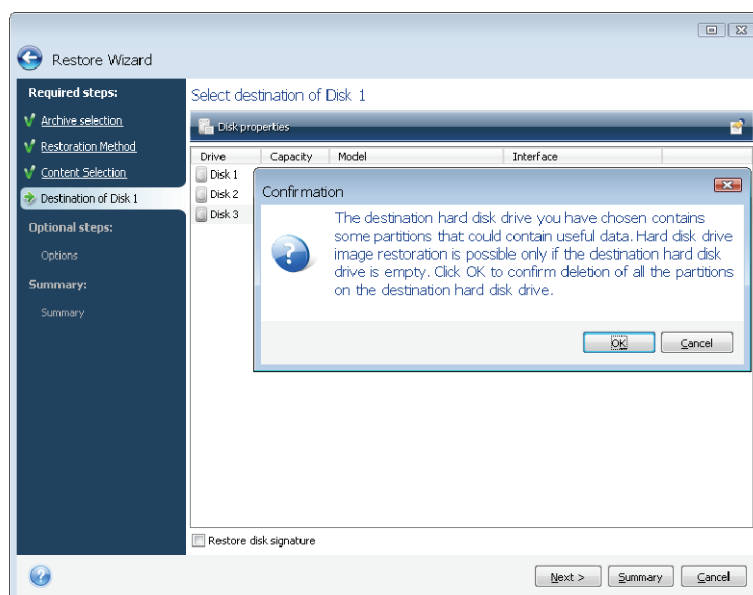 Restore Wizard
Required steps:
Archive selection
Restoration Method
Content Selection
Destination of Disk 1
Optional steps:
Options
Summary:
Summary
Select destination of Disk 1
Disk properties
Drive Capacity Model Interface
Disk 1
Disk 2
Disk 3
Confirmation
The destination hard disk drive you have chosen contains
some partitions that could contain useful data. Hard disk drive
image restoration is possible only if the destination hard disk
drive is empty. Click OK to confirm deletion of all the partitions
on the destination hard disk drive.
OK Cancel
Restore disk signature
Next > Summary Cancel